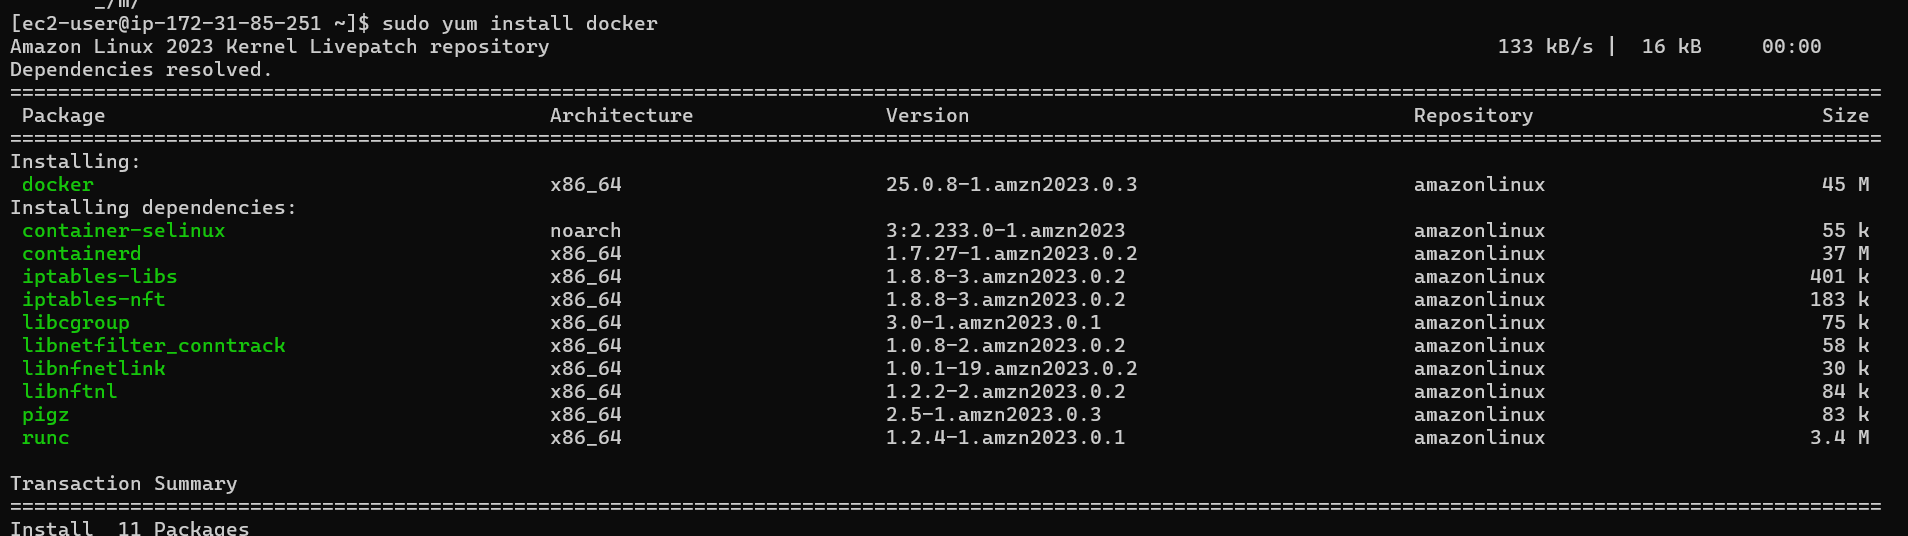 _/m/
[ec2-user@ip-172-31-85-251 ~]$ sudo yum install docker
Amazon Linux 2023 Kernel Livepatch repository 133 kB/s | 16 kB 00:00
Dependencies resolved.
================================================================================
Package Architecture Version Repository Size
================================================================================
Installing:
docker x86_64 25.0.8-1.amzn2023.0.3 amazonlinux 45 M
Installing dependencies:
container-selinux noarch 3:2.233.0-1.amzn2023 amazonlinux 55 k
containerd x86_64 1.7.27-1.amzn2023.0.2 amazonlinux 37 M
iptables-libs x86_64 1.8.8-3.amzn2023.0.2 amazonlinux 401 k
iptables-nft x86_64 1.8.8-3.amzn2023.0.2 amazonlinux 183 k
libcgroup x86_64 3.0-1.amzn2023.0.1 amazonlinux 75 k
libnetfilter_conntrack x86_64 1.0.8-2.amzn2023.0.2 amazonlinux 58 k
libnfnetlink x86_64 1.0.1-19.amzn2023.0.2 amazonlinux 30 k
libnftnl x86_64 1.2.2-2.amzn2023.0.2 amazonlinux 84 k
pigz x86_64 2.5-1.amzn2023.0.3 amazonlinux 83 k
runc x86_64 1.2.4-1.amzn2023.0.1 amazonlinux 3.4 M
Transaction Summary
================================================================================
Install 11 Packages